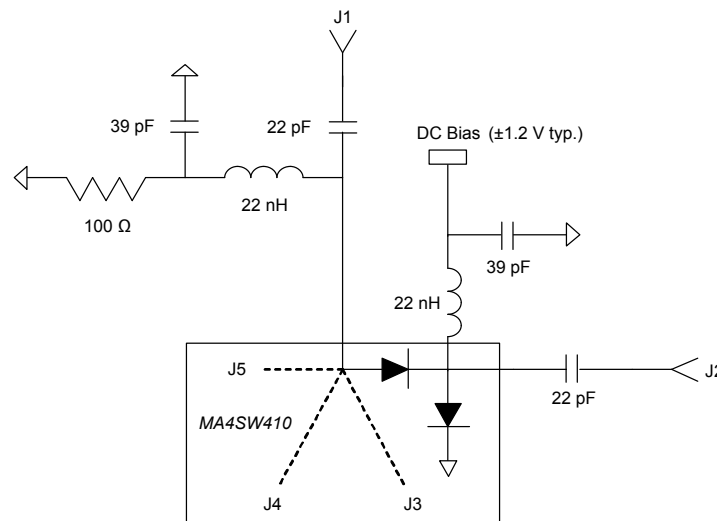 J1
39 pF
22 pF
DC Bias (±1.2 V typ.)
100 Ω
22 nH
39 pF
22 nH
J5
J2
22 pF
MA4SW410
J4
J3